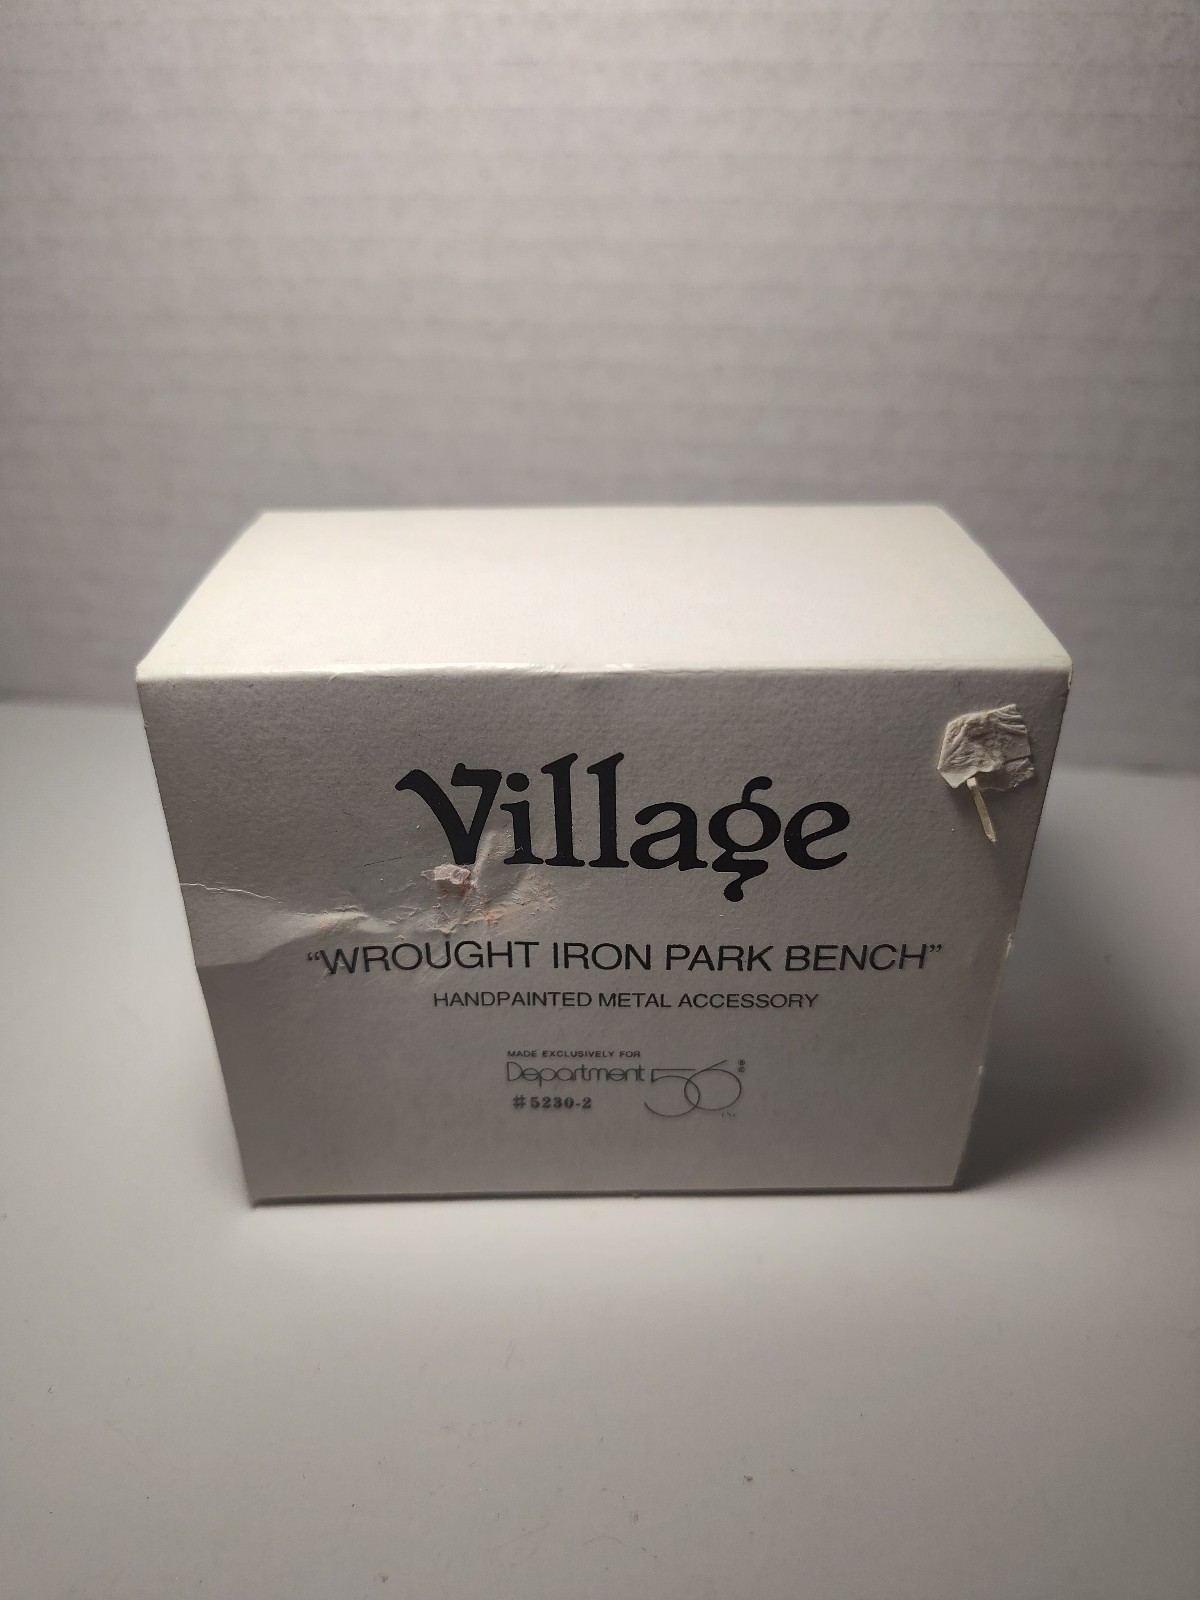 Village
“WROUGHT IRON PARK BENCH”
HANDPAINTED METAL ACCESSORY
MADE EXCLUSIVELY FOR
Department 56 ®
#5230-2